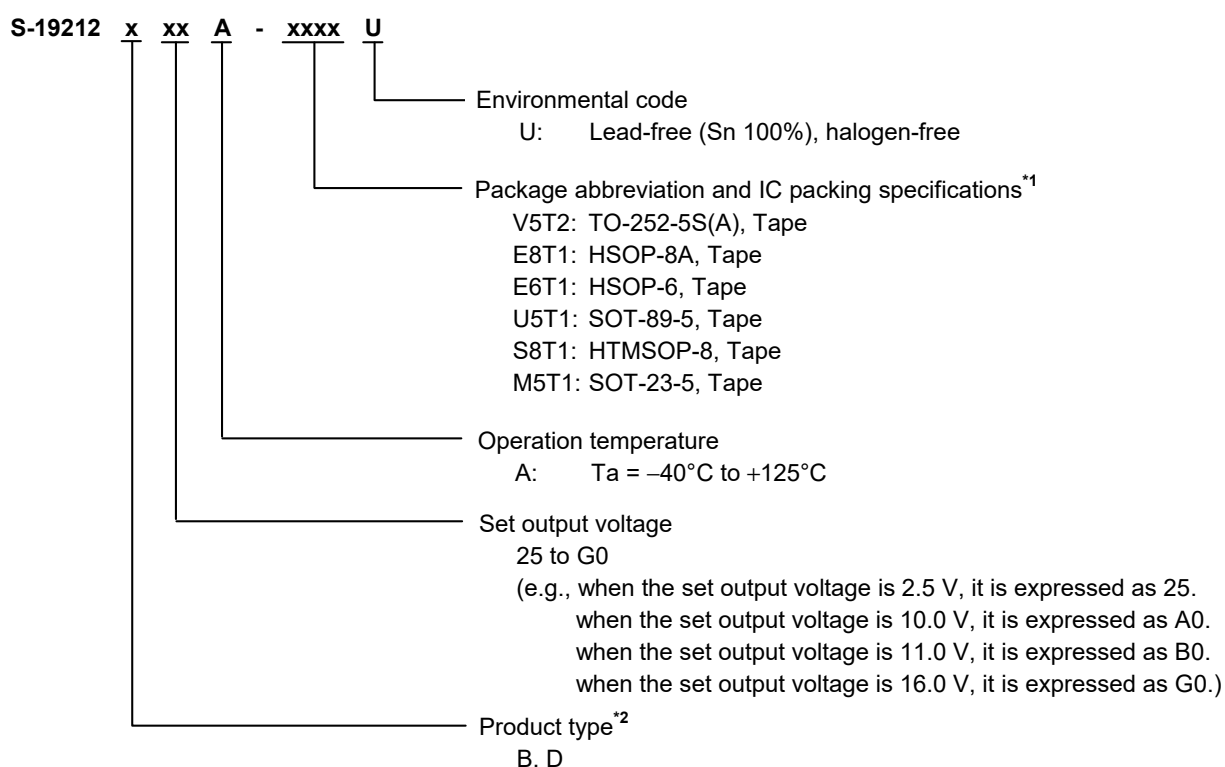 S-19212 x xx A - xxxx U
Environmental code
U: Lead-free (Sn 100%), halogen-free
Package abbreviation and IC packing specifications*1
V5T2: TO-252-5S(A), Tape
E8T1: HSOP-8A, Tape
E6T1: HSOP-6, Tape
U5T1: SOT-89-5, Tape
S8T1: HTMSOP-8, Tape
M5T1: SOT-23-5, Tape
Operation temperature
A: Ta = −40°C to +125°C
Set output voltage
25 to G0
(e.g., when the set output voltage is 2.5 V, it is expressed as 25.
when the set output voltage is 10.0 V, it is expressed as A0.
when the set output voltage is 11.0 V, it is expressed as B0.
when the set output voltage is 16.0 V, it is expressed as G0.)
Product type*2
B, D